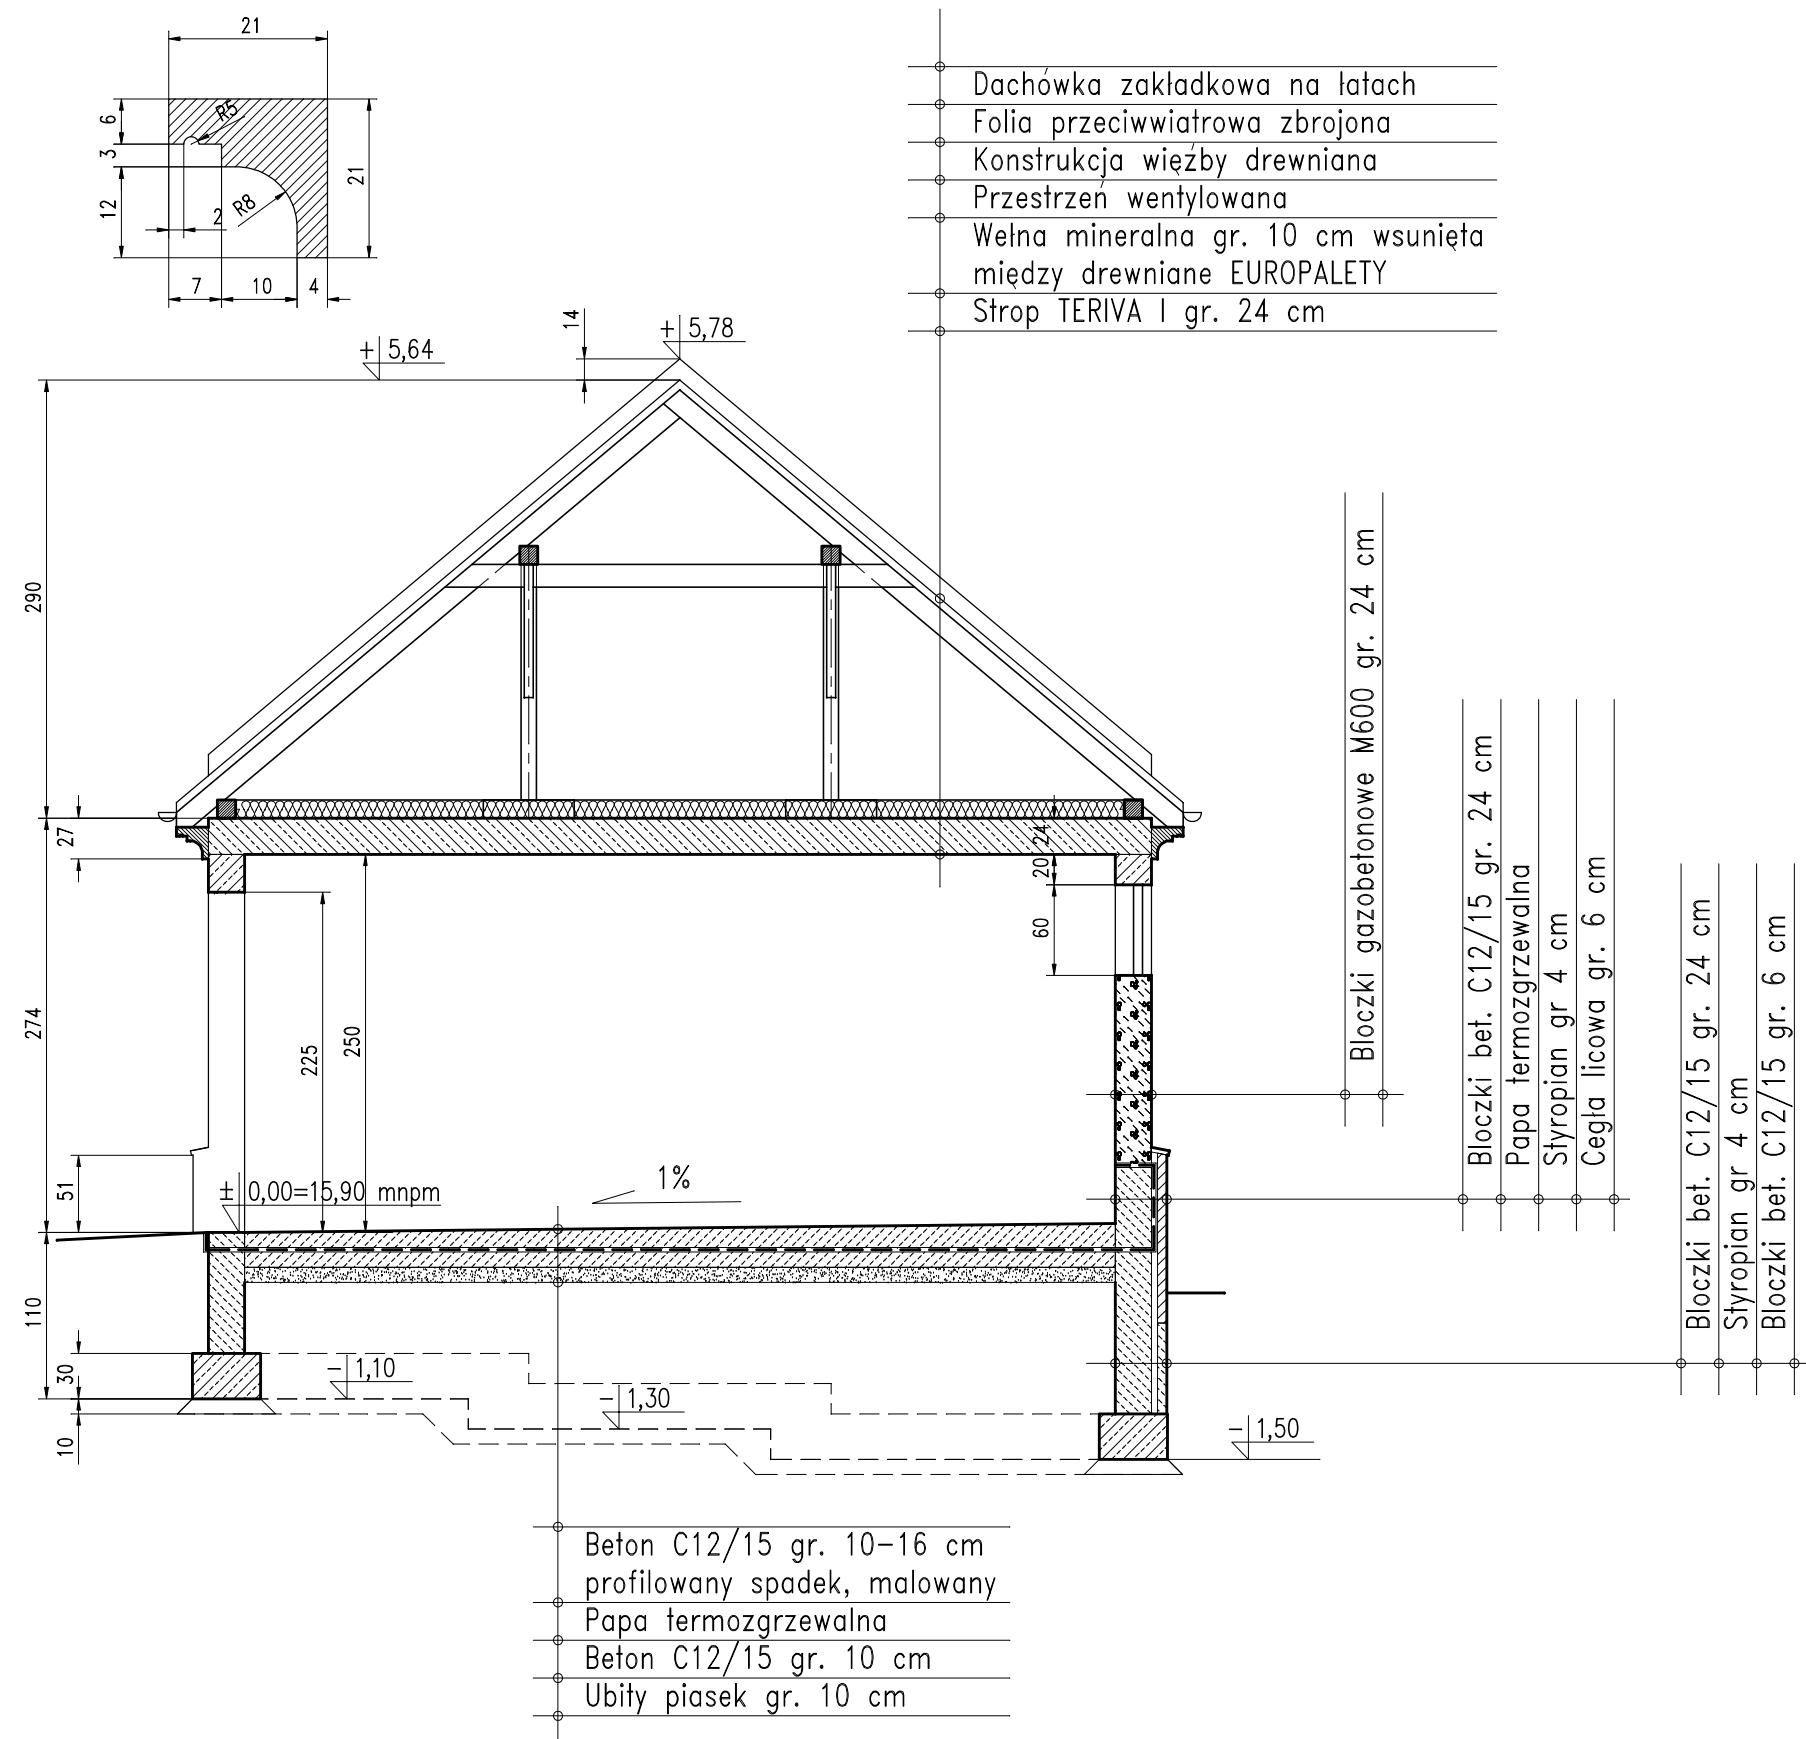 21
6
R5
3
21
12
R8
2
7
10
4
Dachówka zakładkowa na łatach
Folia przeciwwiatrowa zbrojona
Konstrukcja więźby drewniana
Przestrzeń wentylowana
Wełna mineralna gr. 10 cm wsunięta
między drewniane EUROPALETY
Strop TERIVA I gr. 24 cm
14
+ 5,78
+ 5,64
290
27
24
20
60
274
225
250
51
± 0,00=15,90 mnpm
1%
110
30
10
- 1,10
- 1,30
- 1,50
Bloczki gazobetonowe M600 gr. 24 cm
Bloczki bet. C12/15 gr. 24 cm
Papa termozgrzewalna
Styropian gr 4 cm
Cegła licowa gr. 6 cm
Bloczki bet. C12/15 gr. 24 cm
Styropian gr 4 cm
Bloczki bet. C12/15 gr. 6 cm
Beton C12/15 gr. 10-16 cm
profilowany spadek, malowany
Papa termozgrzewalna
Beton C12/15 gr. 10 cm
Ubity piasek gr. 10 cm